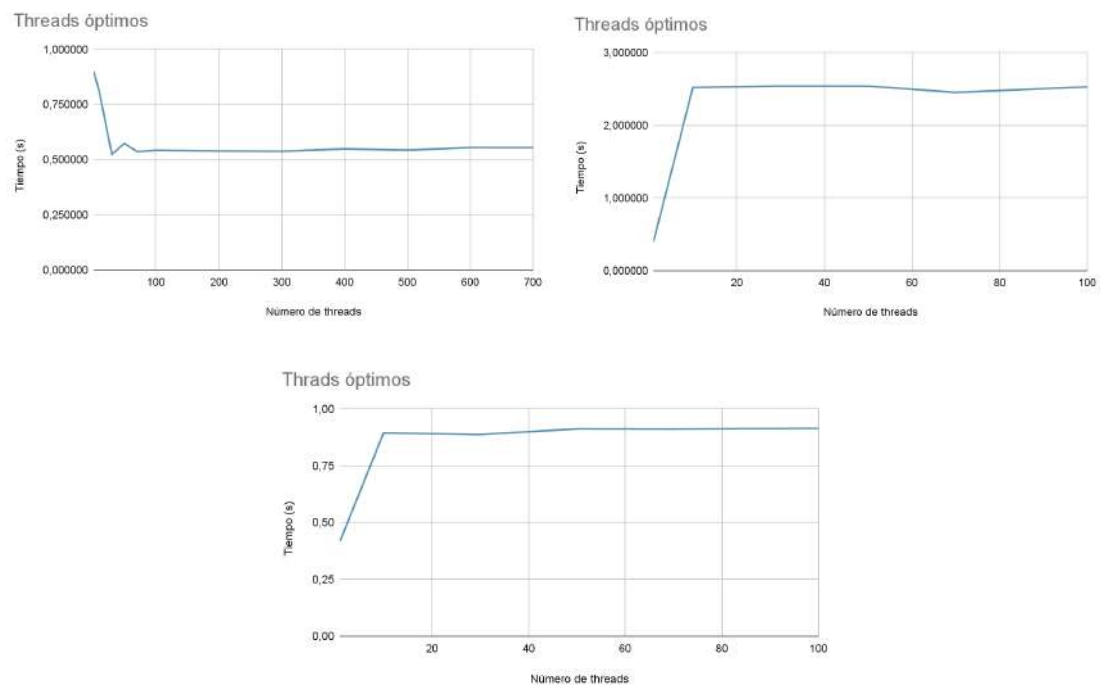 Threads óptimos
1,000000
0,750000
0,500000
0,250000
0,000000
Tiempo (s)
100 200 300 400 500 600 700
Número de threads
Threads óptimos
3,000000
2,000000
1,000000
0,000000
Tiempo (s)
20 40 60 80 100
Número de threads
Thrads óptimos
1,00
0,75
0,50
0,25
0,00
Tiempo (s)
20 40 60 80 100
Número de threads